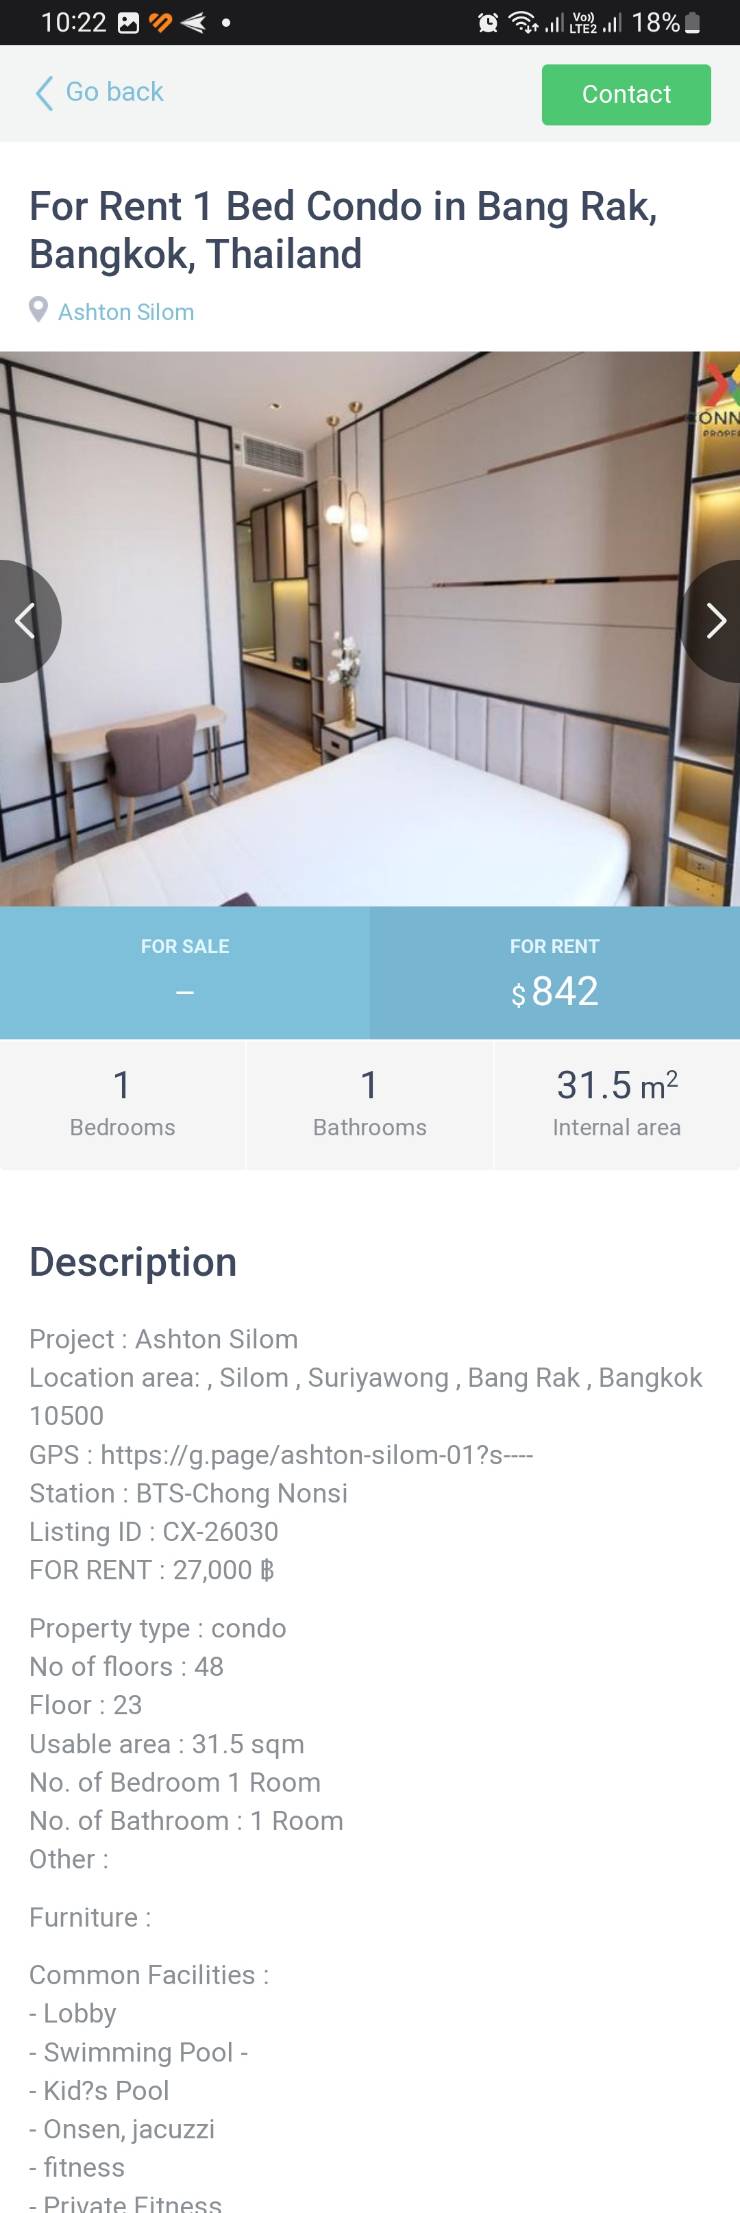 10:22
Vo))
LTE2
18%
Go back
Contact
For Rent 1 Bed Condo in Bang Rak,
Bangkok, Thailand
Ashton Silom
FOR SALE
–
FOR RENT
$ 842
1
Bedrooms
1
Bathrooms
31.5 m²
Internal area
Description
Project : Ashton Silom
Location area: , Silom , Suriyawong , Bang Rak , Bangkok
10500
GPS : https://g.page/ashton-silom-01?s----
Station : BTS-Chong Nonsi
Listing ID : CX-26030
FOR RENT : 27,000 ฿
Property type : condo
No of floors : 48
Floor : 23
Usable area : 31.5 sqm
No. of Bedroom 1 Room
No. of Bathroom : 1 Room
Other :
Furniture :
Common Facilities :
- Lobby
- Swimming Pool -
- Kid?s Pool
- Onsen, jacuzzi
- fitness
- Private Fitness